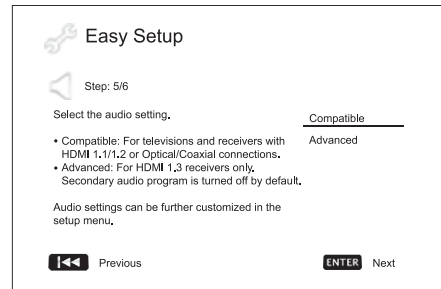 Easy Setup
Step: 5/6
Select the audio setting.
Compatible
• Compatible: For televisions and receivers with
HDMI 1.1/1.2 or Optical/Coaxial connections.
Advanced
• Advanced: For HDMI 1.3 receivers only.
Secondary audio program is turned off by default.
Audio settings can be further customized in the
setup menu.
Previous
ENTER Next